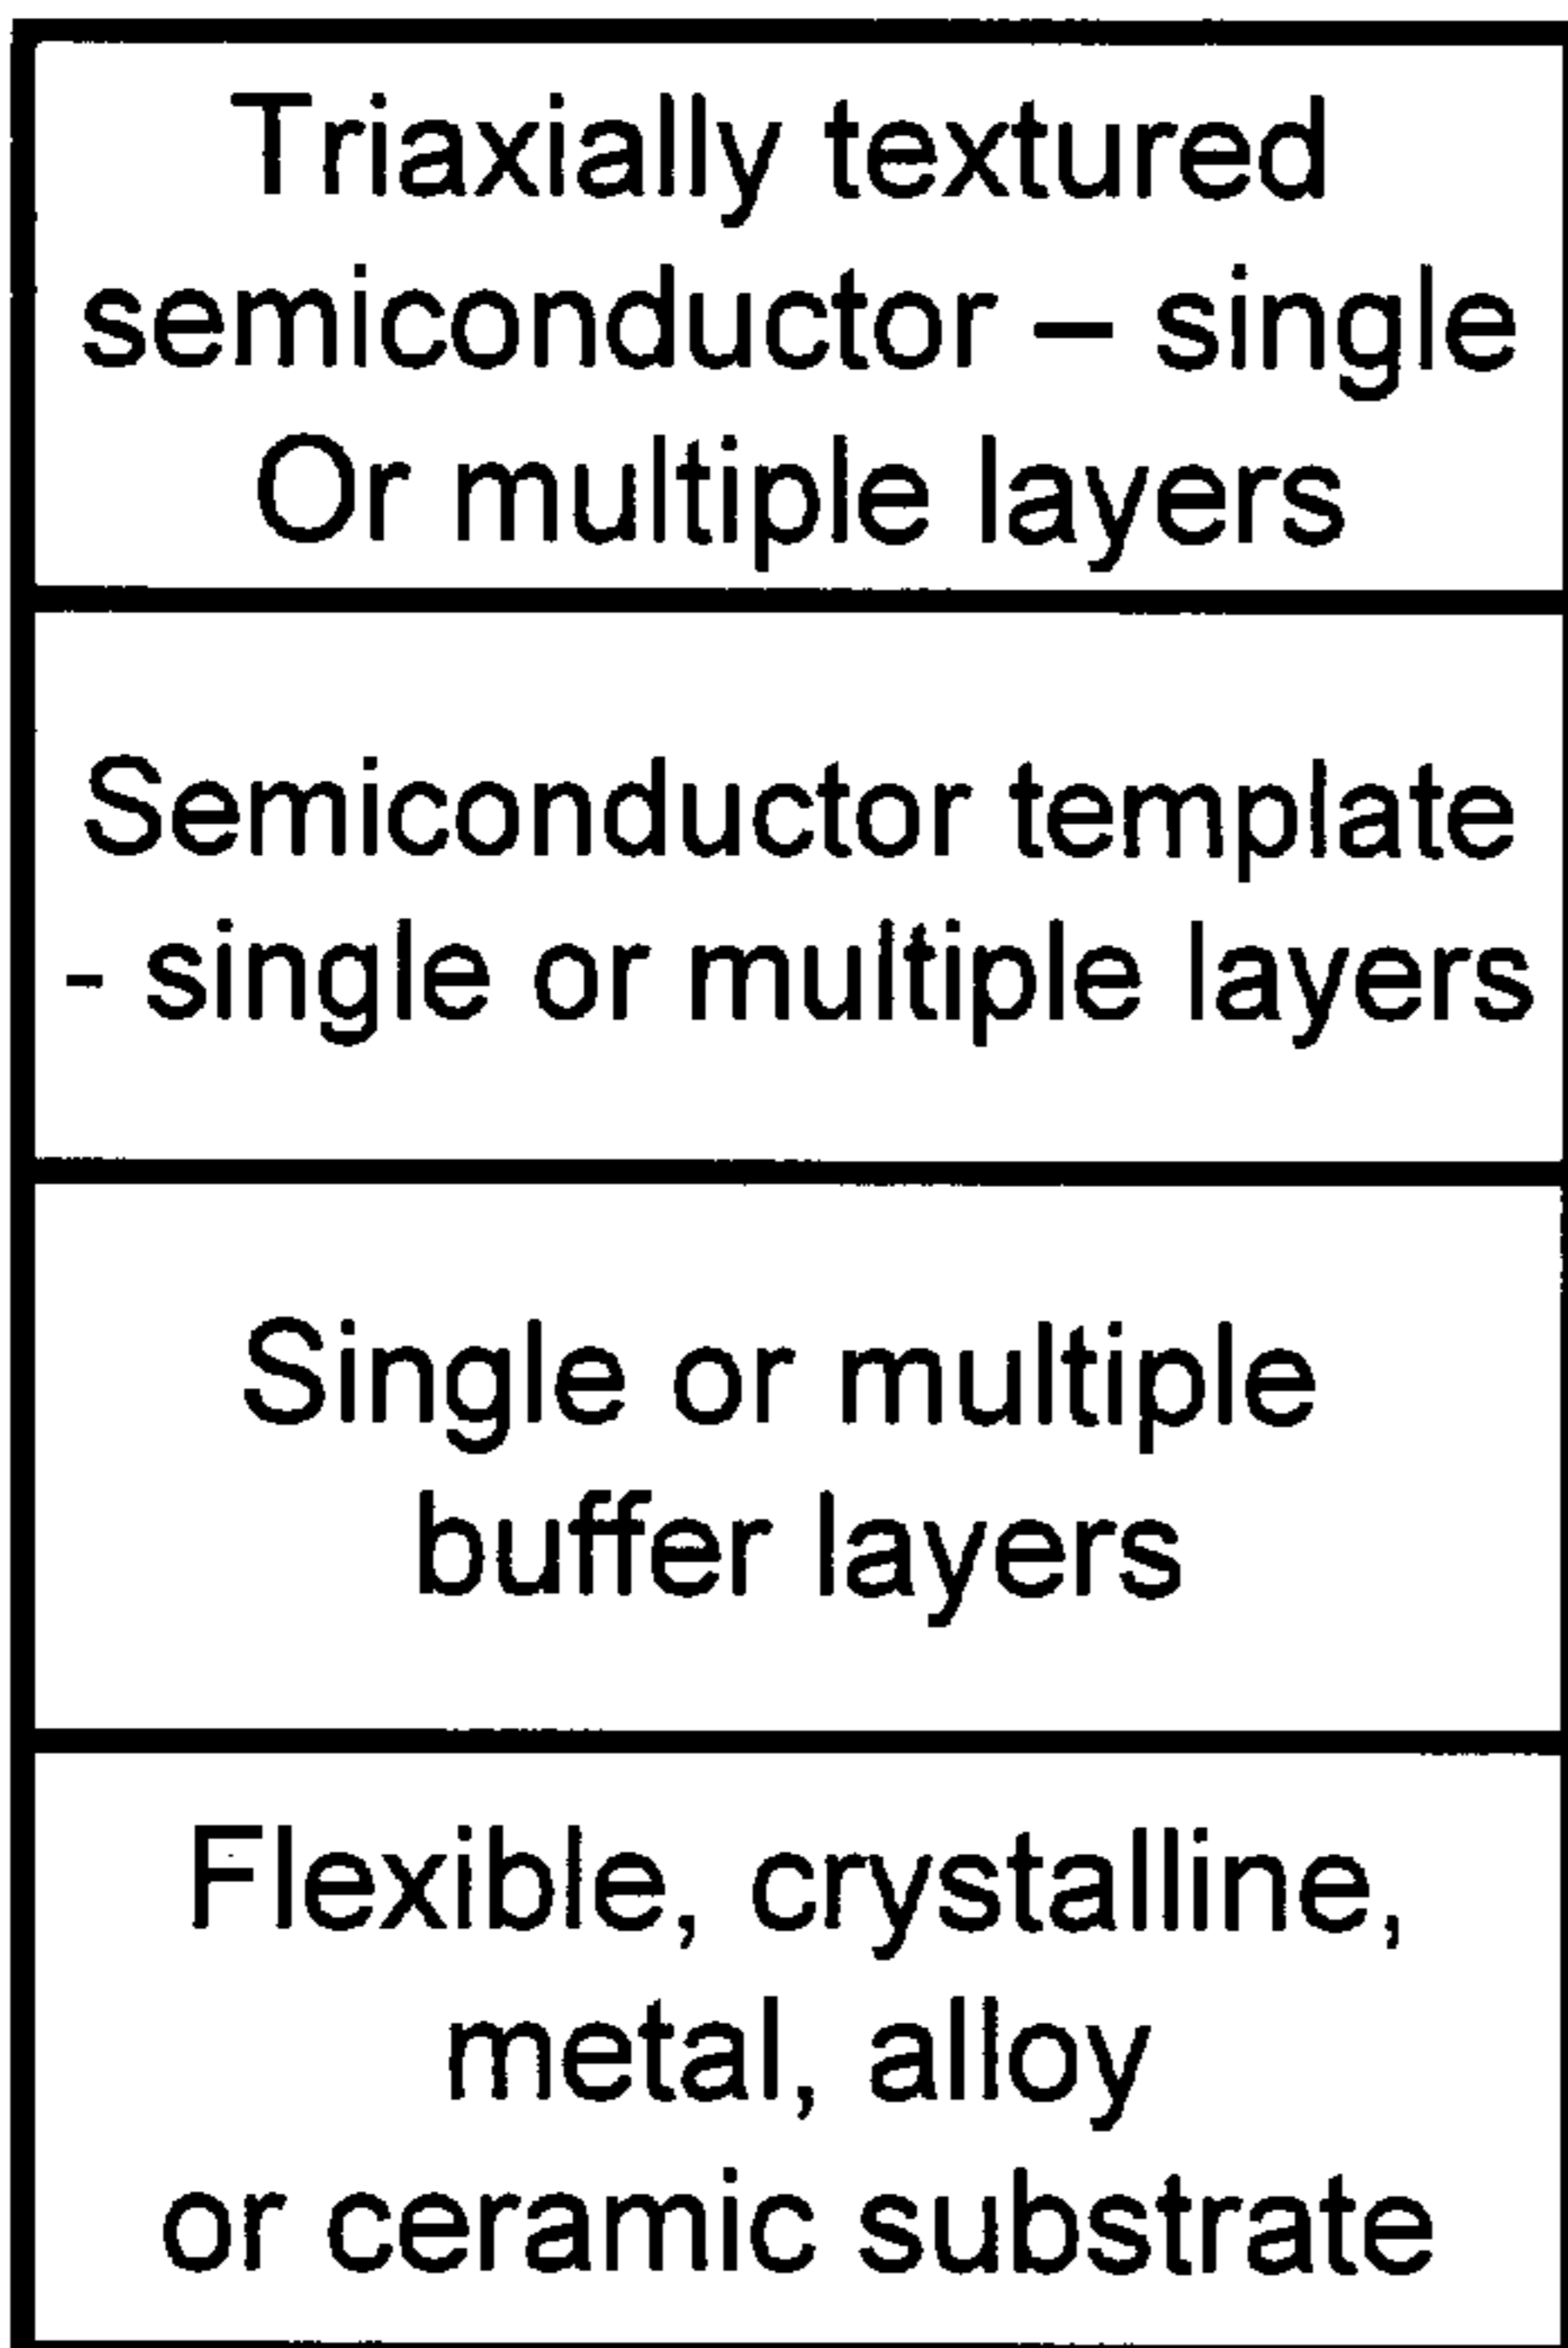 Triaxially textured
semiconductor – single
Or multiple layers
Semiconductor template
- single or multiple layers
Single or multiple
buffer layers
Flexible, crystalline,
metal, alloy
or ceramic substrate